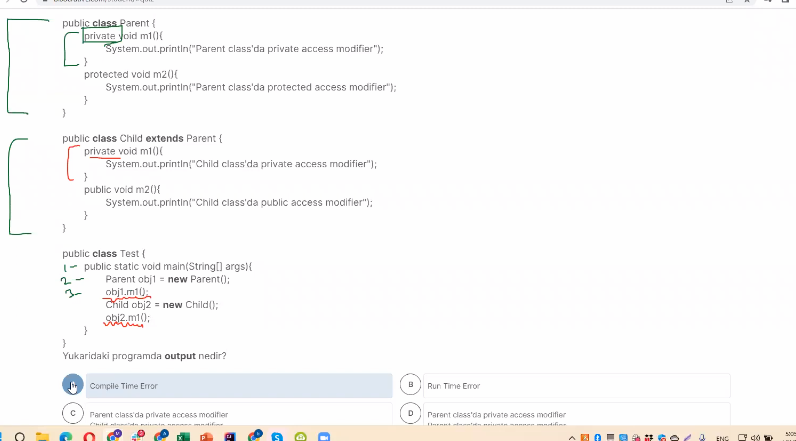 public class Parent {
private void m1(){
System.out.println("Parent class'da private access modifier");
}
protected void m2(){
System.out.println("Parent class'da protected access modifier");
}
}
public class Child extends Parent {
private void m1(){
System.out.println("Child class'da private access modifier");
}
public void m2(){
System.out.println("Child class'da public access modifier");
}
}
public class Test {
1- public static void main(String[] args){
2- Parent obj1 = new Parent();
3- obj1.m1();
Child obj2 = new Child();
obj2.m1();
}
}
Yukaridaki programda output nedir?
Compile Time Error
B Run Time Error
C Parent class'da private access modifier
D Parent class'da private access modifier
ENG